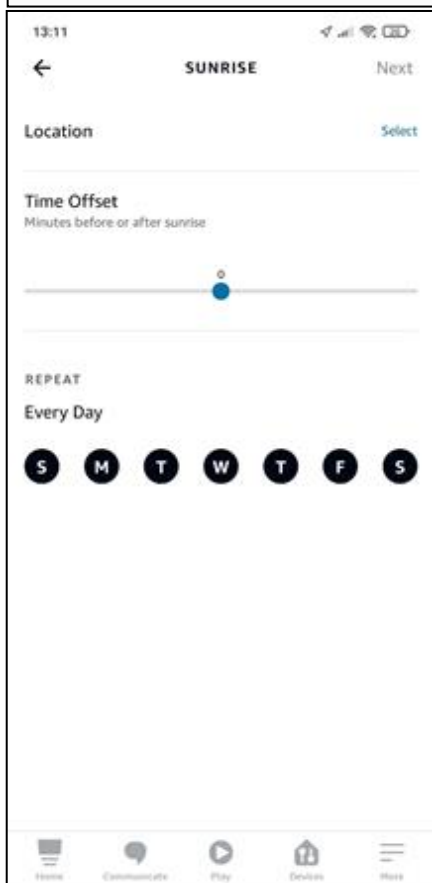 13:11
SUNRISE
Next
Location
Select
Time Offset
Minutes before or after sunrise
0
REPEAT
Every Day
S M T W T F S
Home Communicate Play Devices More